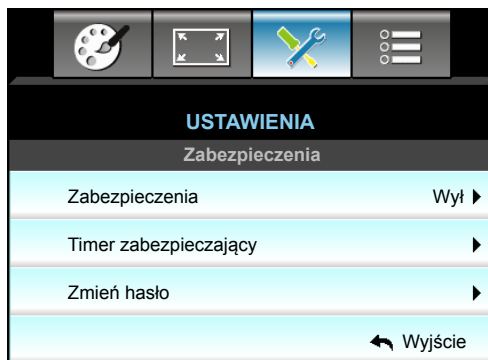 USTAWIENIA
Zabezpieczenia
Zabezpieczenia Wył
Timer zabezpieczający
Zmień hasło
Wyjście